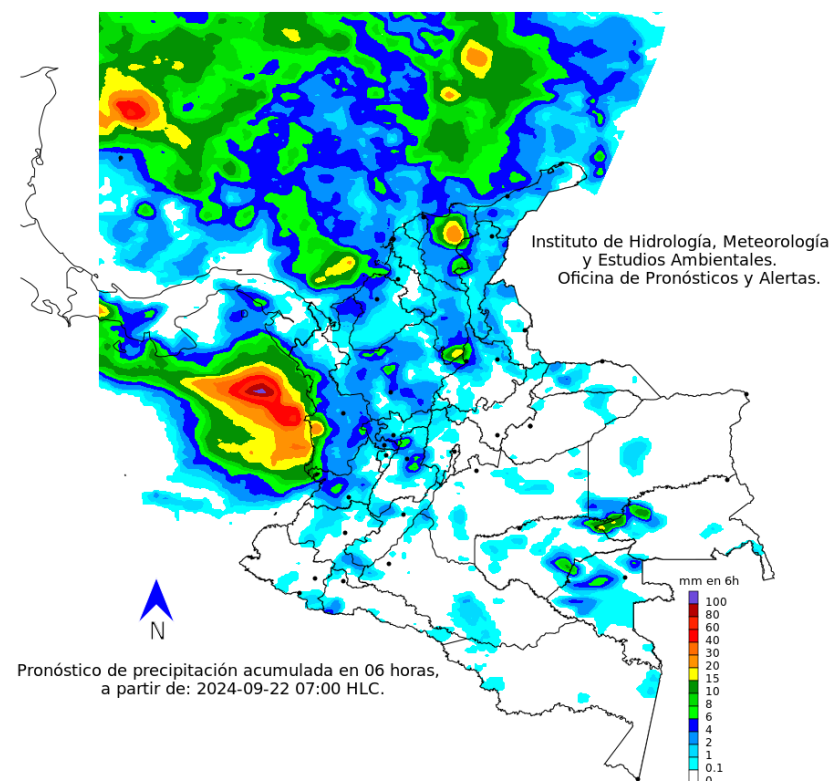 Instituto de Hidrología, Meteorología
y Estudios Ambientales.
Oficina de Pronósticos y Alertas.
mm en 6h
100
80
60
40
30
20
15
10
8
6
4
2
1
0.1
0
N
Pronóstico de precipitación acumulada en 06 horas,
a partir de: 2024-09-22 07:00 HLC.